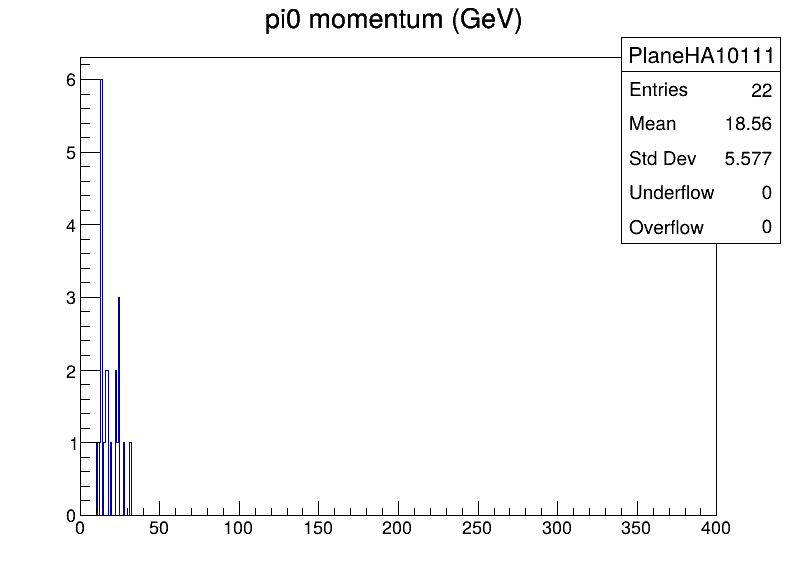 pi0 momentum (GeV)
PlaneHA10111
Entries 22
Mean 18.56
Std Dev 5.577
Underflow 0
Overflow 0
6
5
4
3
2
1
0
0 50 100 150 200 250 300 350 400